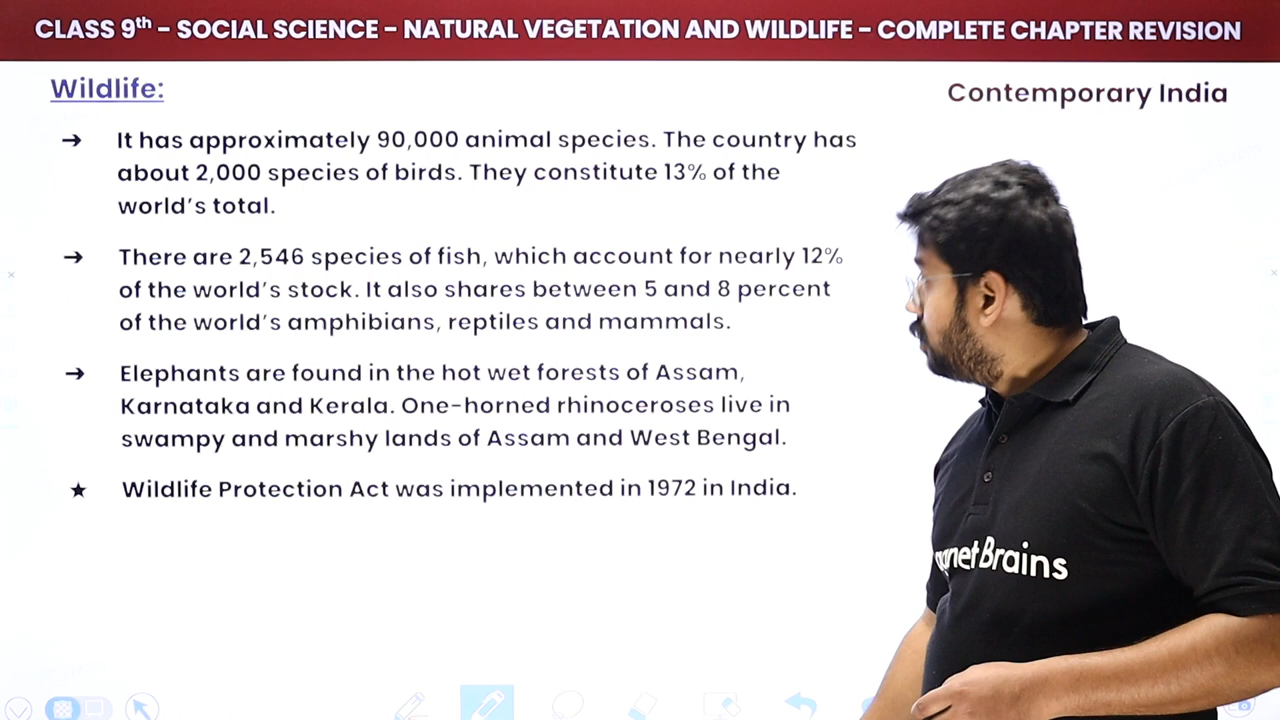 CLASS 9th – SOCIAL SCIENCE – NATURAL VEGETATION AND WILDLIFE – COMPLETE CHAPTER REVISION
Wildlife:
Contemporary India
→ It has approximately 90,000 animal species. The country has
about 2,000 species of birds. They constitute 13% of the
world's total.
→ There are 2,546 species of fish, which account for nearly 12%
of the world's stock. It also shares between 5 and 8 percent
of the world's amphibians, reptiles and mammals.
→ Elephants are found in the hot wet forests of Assam,
Karnataka and Kerala. One-horned rhinoceroses live in
swampy and marshy lands of Assam and West Bengal.
★ Wildlife Protection Act was implemented in 1972 in India.
gnet Brains